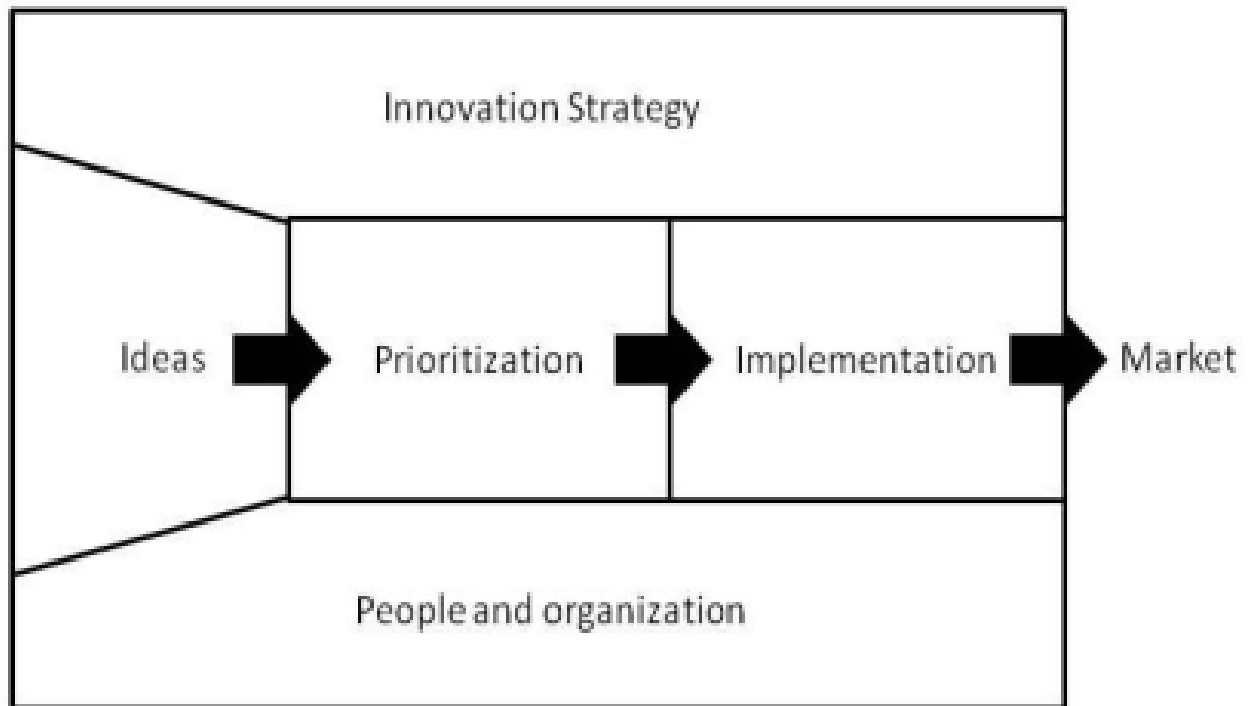 Innovation Strategy
Ideas
Prioritization
Implementation
Market
People and organization